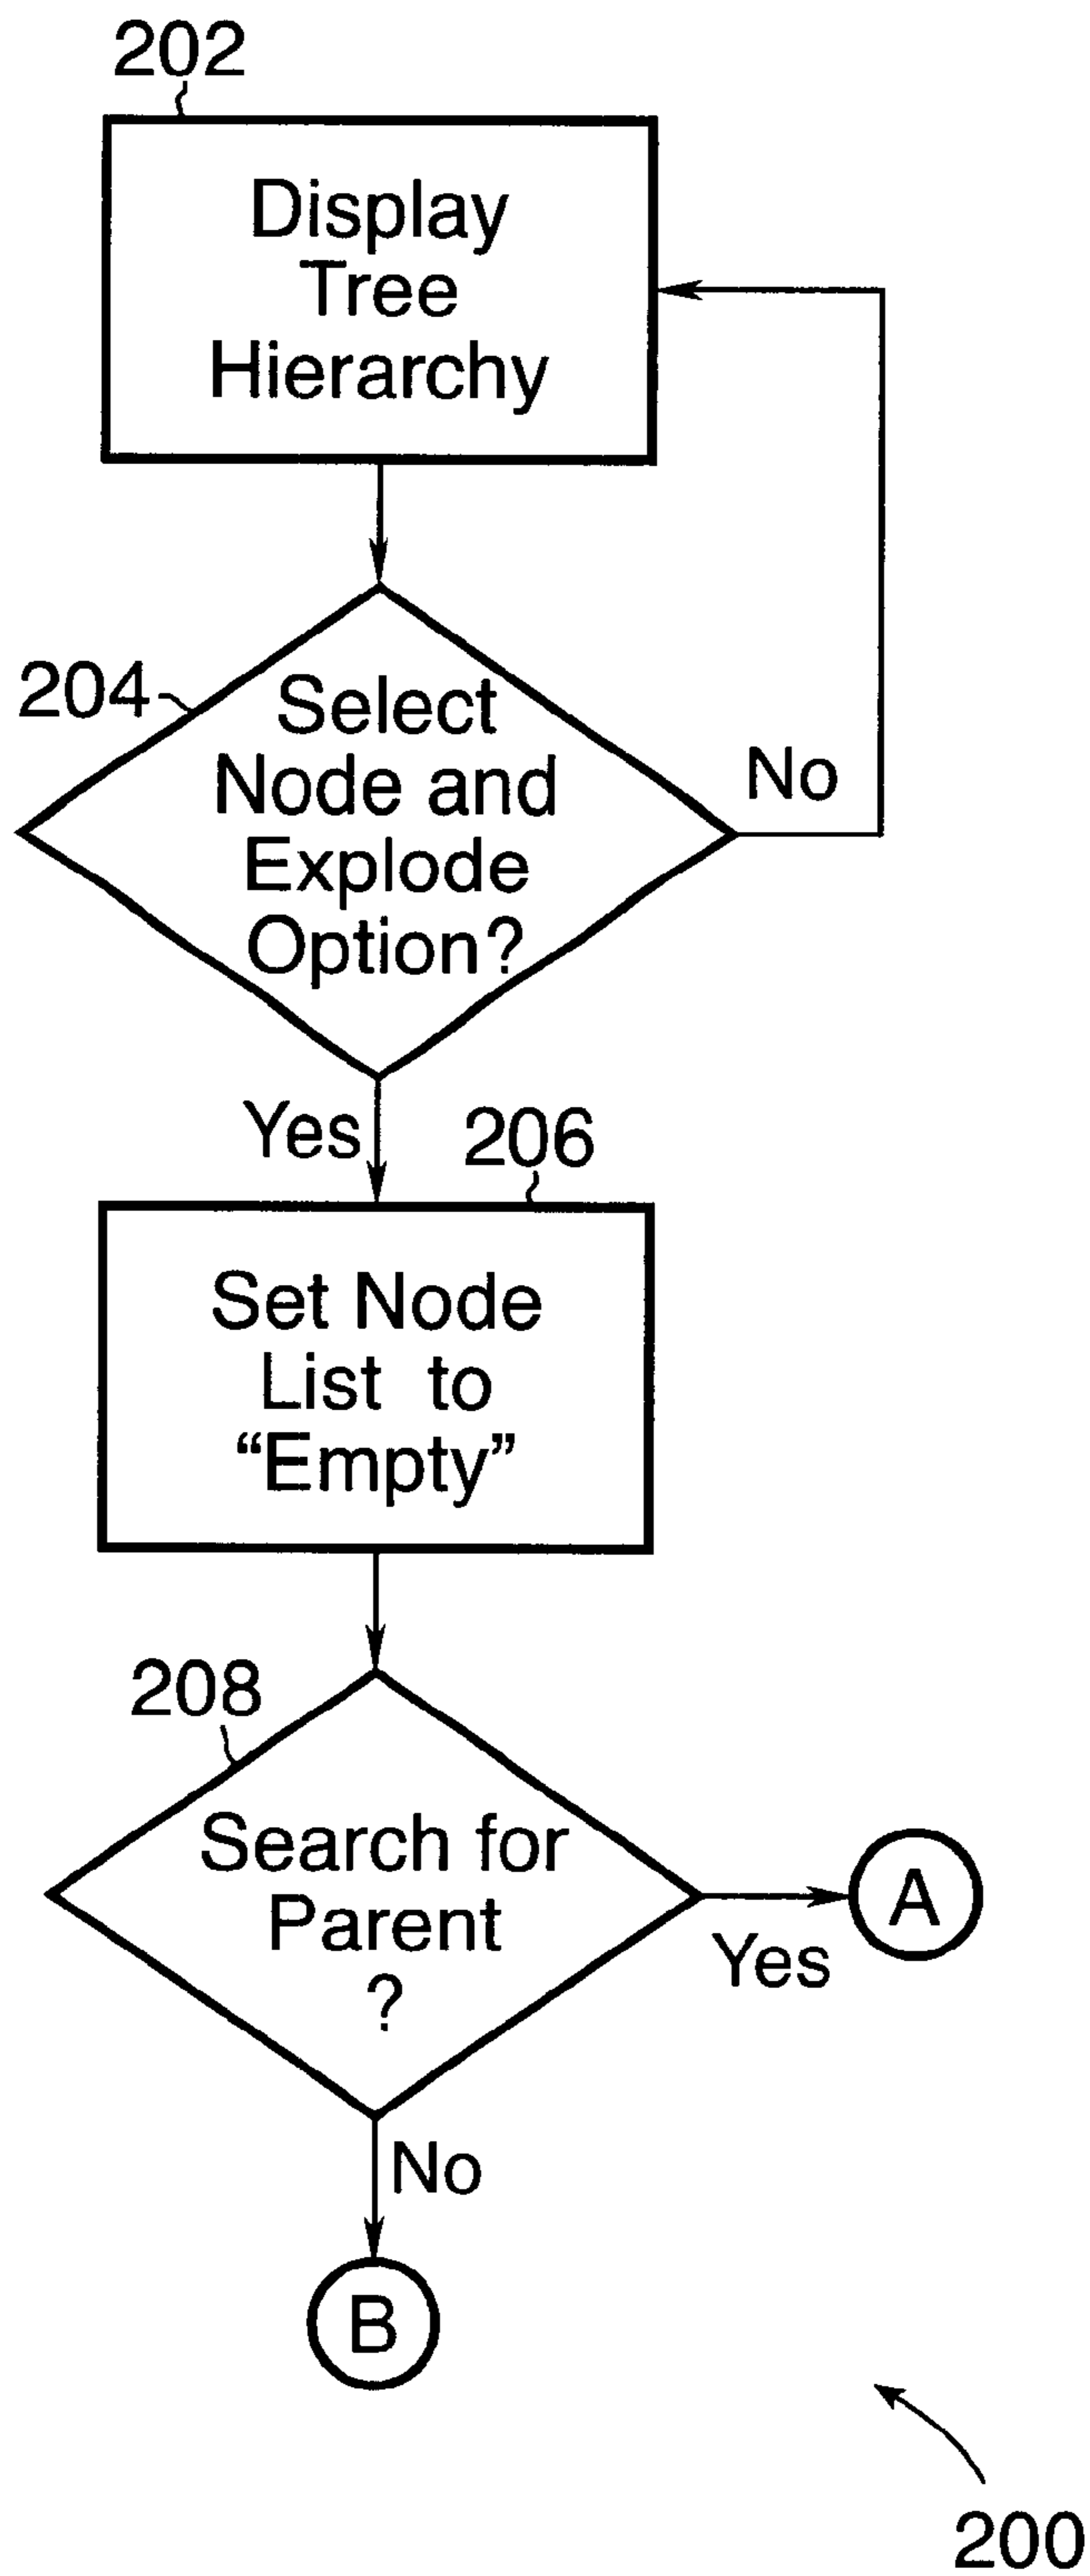 202
Display
Tree
Hierarchy
204
Select
Node and
Explode
Option?
No
Yes
206
Set Node
List to
“Empty”
208
Search for
Parent
?
Yes
A
No
B
200